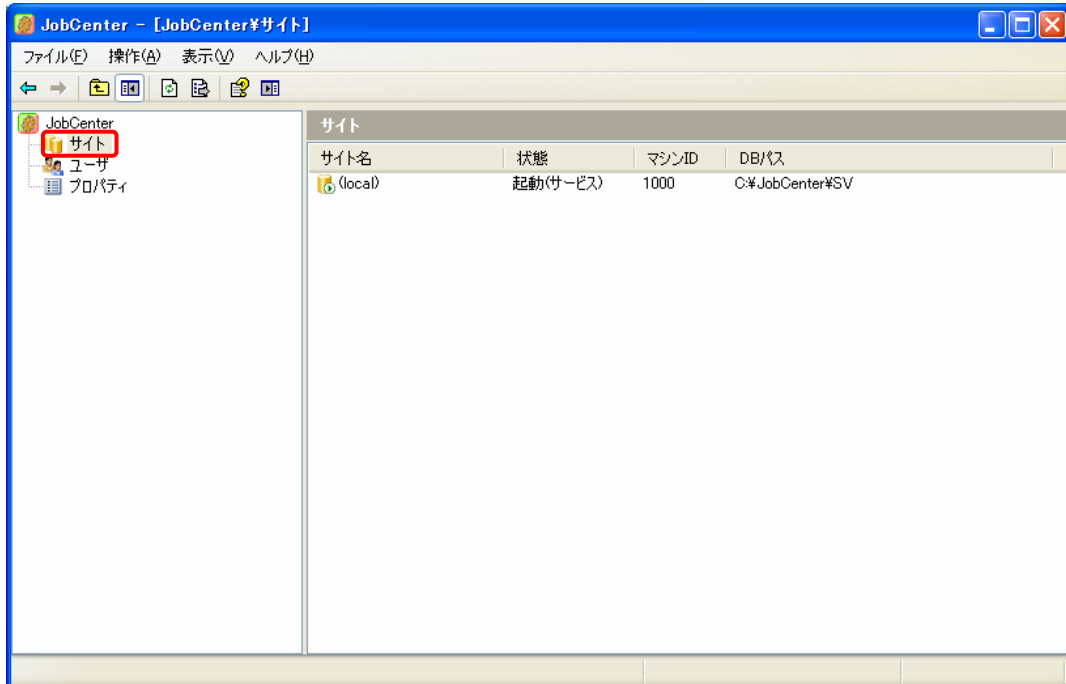 JobCenter - [JobCenter¥サイト]
ファイル(F) 操作(A) 表示(V) ヘルプ(H)
JobCenter
サイト
ユーザ
プロパティ
サイト
サイト名 状態 マシンID DBパス
(local) 起動(サービス) 1000 C:¥JobCenter¥SV